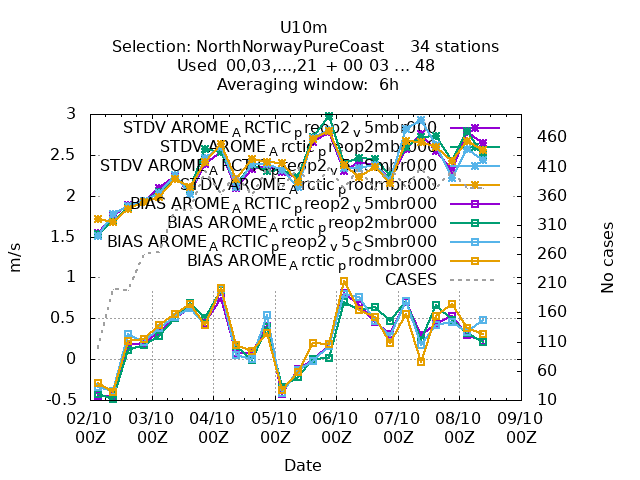 U10m
Selection: NorthNorwayPureCoast 34 stations
Used 00,03,...,21 + 00 03 ... 48
Averaging window: 6h
STDV AROME_ARCTIC_preop2_v5mbr000
STDV AROME_Arctic_preop2mbr000
STDV AROME_ARCTIC_preop2_v5_CSmbr000
STDV AROME_Arctic_prodmbr000
BIAS AROME_ARCTIC_preop2_v5mbr000
BIAS AROME_Arctic_preop2mbr000
BIAS AROME_ARCTIC_preop2_v5_CSmbr000
BIAS AROME_Arctic_prodmbr000
CASES
m/s
3
2.5
2
1.5
1
0.5
0
-0.5
No cases
460
410
360
310
260
210
160
110
60
10
02/10 03/10 04/10 05/10 06/10 07/10 08/10 09/10
00Z 00Z 00Z 00Z 00Z 00Z 00Z 00Z
Date